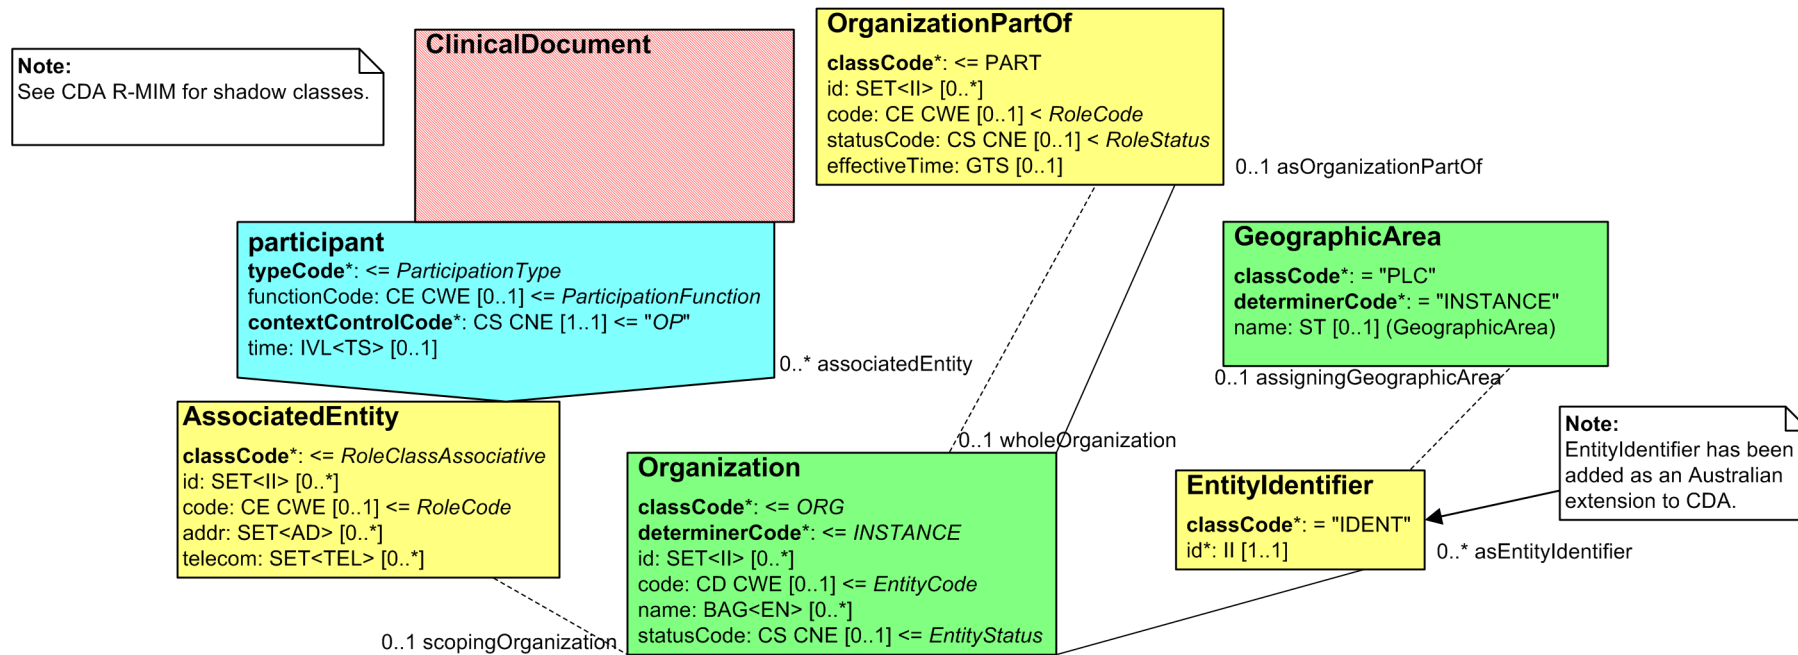 Note:
See CDA R-MIM for shadow classes.
ClinicalDocument
OrganizationPartOf
classCode*: <= PART
id: SET<II> [0..*]
code: CE CWE [0..1] < RoleCode
statusCode: CS CNE [0..1] < RoleStatus
effectiveTime: GTS [0..1]
0..1 asOrganizationPartOf
participant
typeCode*: <= ParticipationType
functionCode: CE CWE [0..1] <= ParticipationFunction
contextControlCode*: CS CNE [1..1] <= "OP"
time: IVL<TS> [0..1]
0..* associatedEntity
GeographicArea
classCode*: = "PLC"
determinerCode*: = "INSTANCE"
name: ST [0..1] (GeographicArea)
0..1 assigningGeographicArea
AssociatedEntity
classCode*: <= RoleClassAssociative
id: SET<II> [0..*]
code: CE CWE [0..1] <= RoleCode
addr: SET<AD> [0..*]
telecom: SET<TEL> [0..*]
0..1 scopingOrganization
0..1 wholeOrganization
Organization
classCode*: <= ORG
determinerCode*: <= INSTANCE
id: SET<II> [0..*]
code: CD CWE [0..1] <= EntityCode
name: BAG<EN> [0..*]
statusCode: CS CNE [0..1] <= EntityStatus
EntityIdentifier
classCode*: = "IDENT"
id*: II [1..1]
0..* asEntityIdentifier
Note:
EntityIdentifier has been
added as an Australian
extension to CDA.